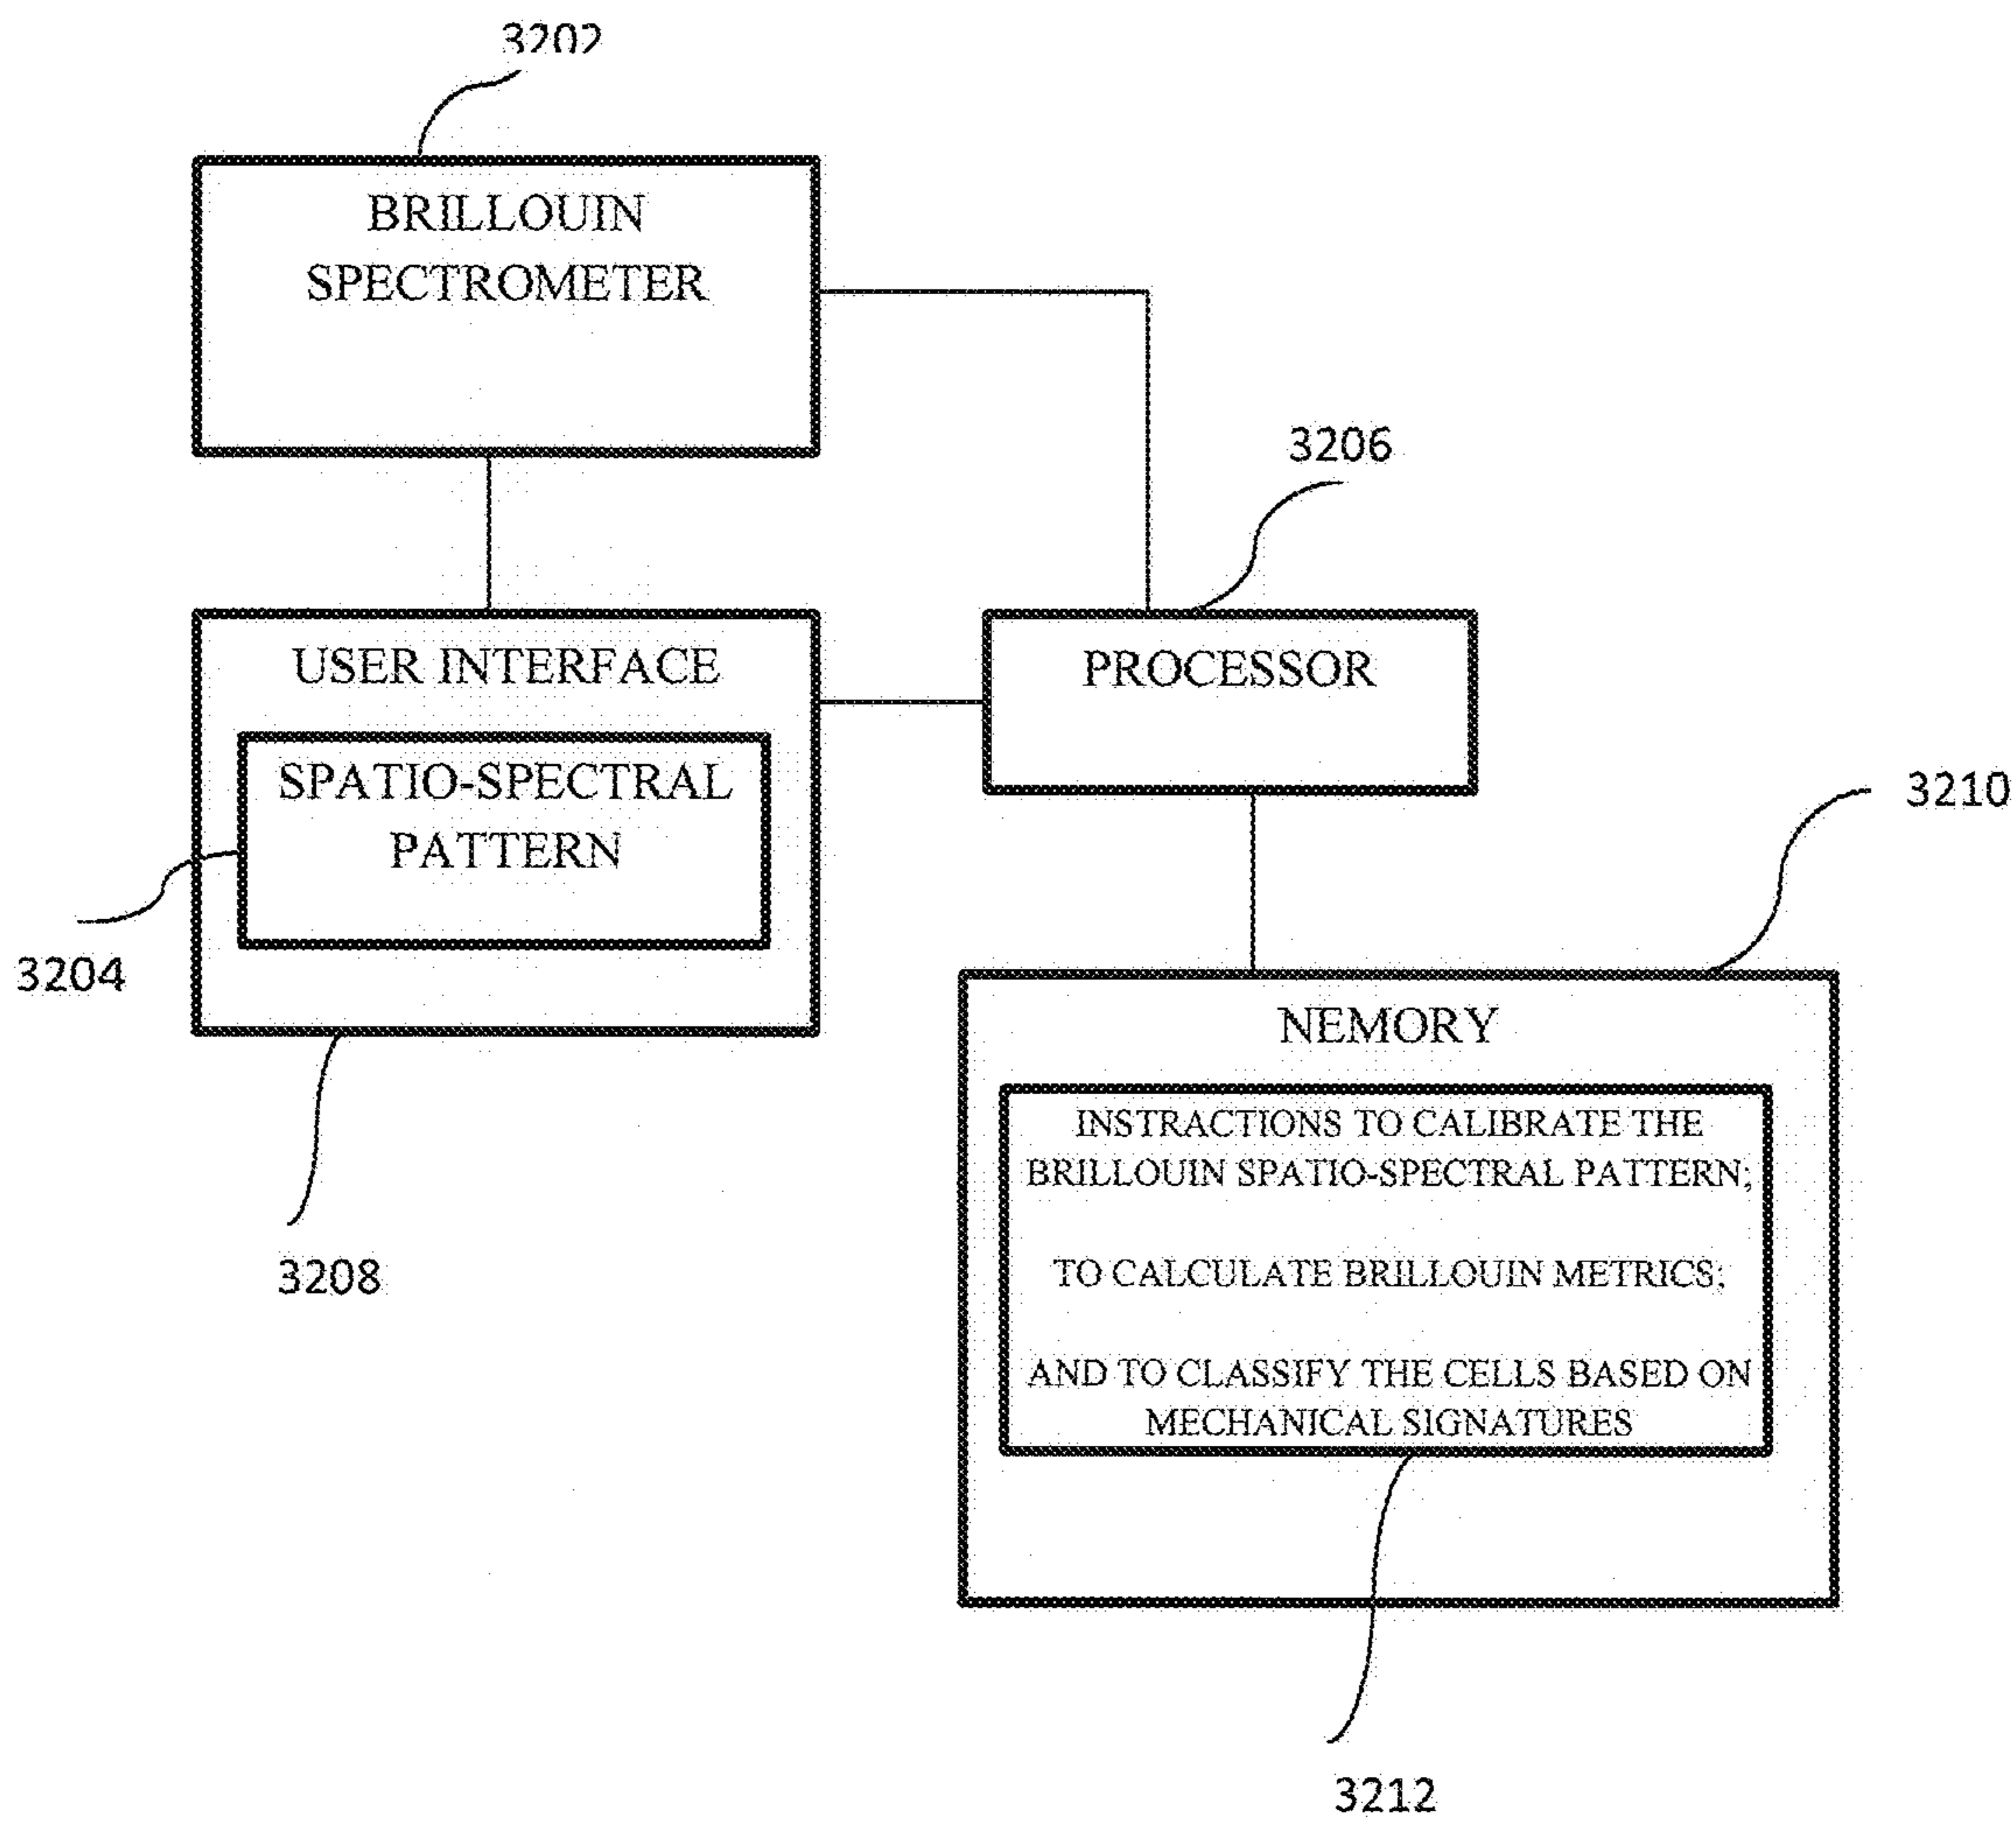 3202
BRILLOUIN
SPECTROMETER
3206
USER INTERFACE
PROCESSOR
SPATIO-SPECTRAL
PATTERN
3210
3204
NEMORY
INSTRACTIONS TO CALIBRATE THE
BRILLOUIN SPATIO-SPECTRAL PATTERN;
3208
TO CALCULATE BRILLOUIN METRICS;
AND TO CLASSIFY THE CELLS BASED ON
MECHANICAL SIGNATURES
3212